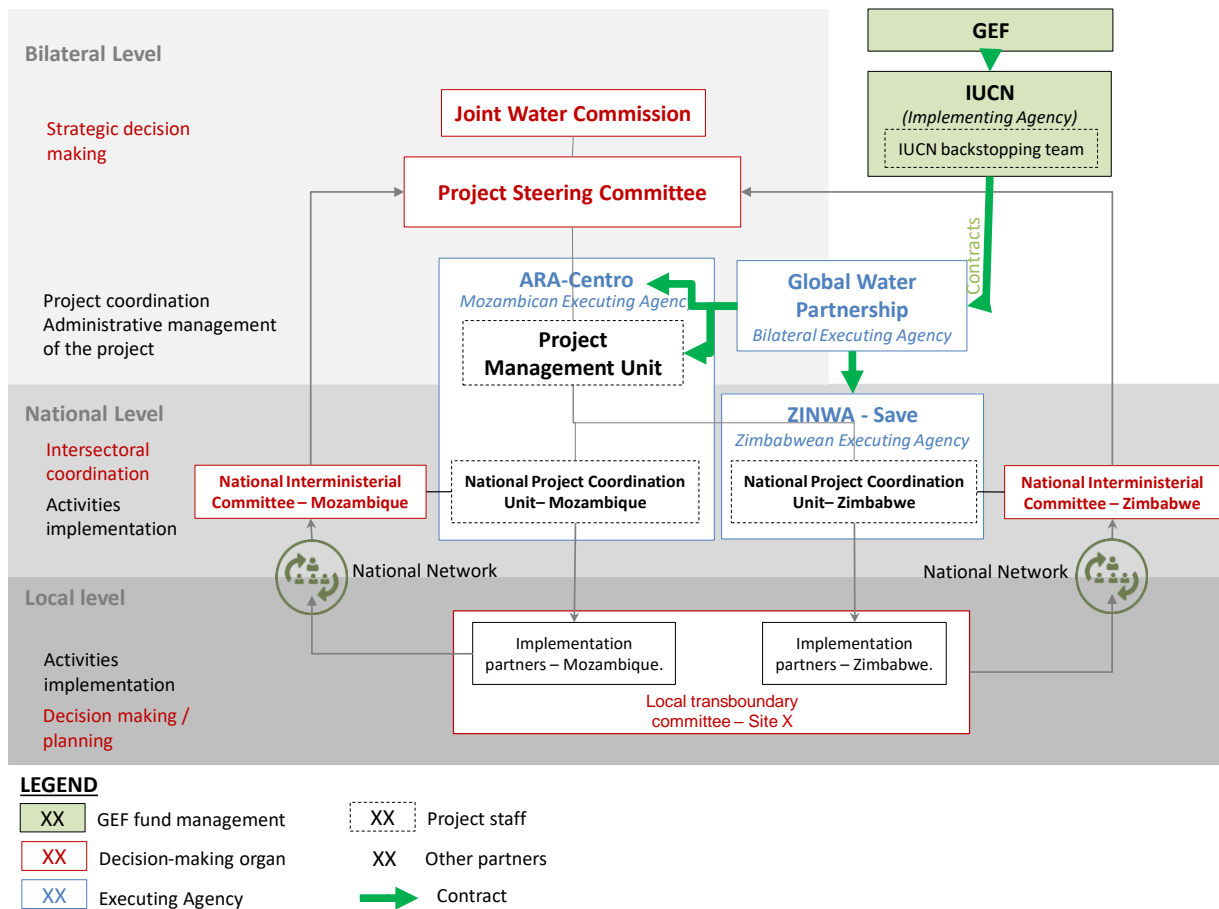 GEF
Bilateral Level
IUCN
(Implementing Agency)
IUCN backstopping team
Joint Water Commission
Strategic decision
making
Project Steering Committee
Contracts
ARA-Centro
Mozambican Executing Agency
Global Water
Partnership
Bilateral Executing Agency
Project coordination
Administrative management
of the project
Project
Management Unit
National Level
ZINWA - Save
Zimbabwean Executing Agency
Intersectoral
coordination
Activities
implementation
National Interministerial
Committee – Mozambique
National Project Coordination
Unit– Mozambique
National Project Coordination
Unit– Zimbabwe
National Interministerial
Committee – Zimbabwe
National Network
National Network
Local level
Implementation
partners – Mozambique.
Implementation
partners – Zimbabwe.
Activities
implementation
Decision making /
planning
Local transboundary
committee – Site X
LEGEND
XX GEF fund management
XX Project staff
XX Decision-making organ
XX Other partners
XX Executing Agency
Contract